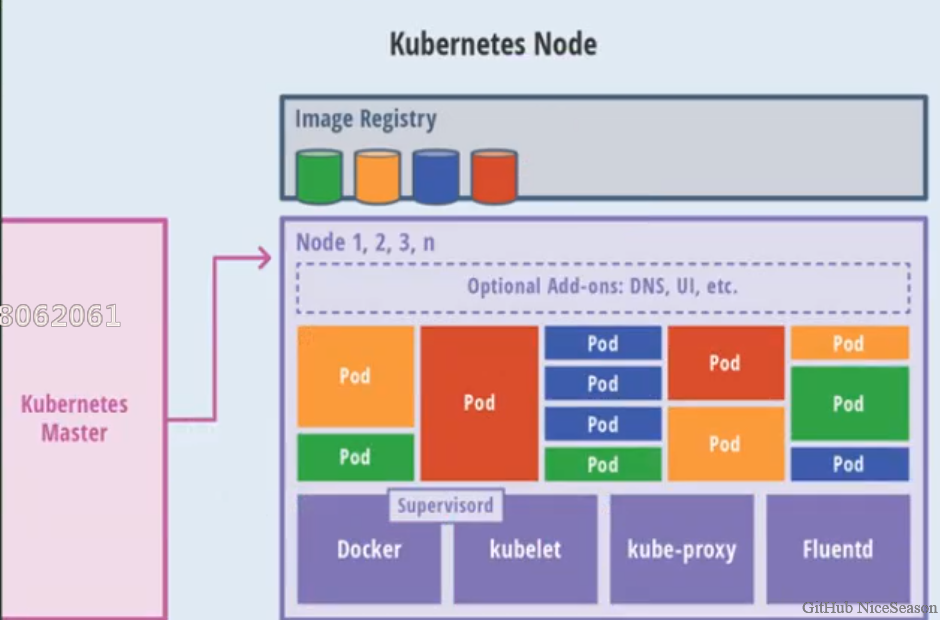 Kubernetes Node
Image Registry
Node 1, 2, 3, n
Optional Add-ons: DNS, UI, etc.
8062061
Kubernetes
Master
Pod
Pod
Pod
Pod
Pod
Pod
Pod
Pod
Pod
Pod
Pod
Pod
Supervisord
Docker
kubelet
kube-proxy
Fluentd
GitHub NiceSeason